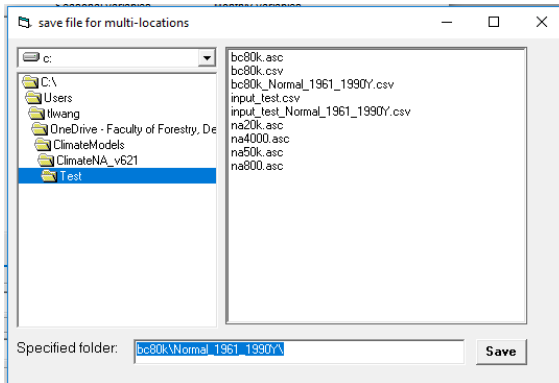 save file for multi-locations
c:
C:\
Users
tlwang
OneDrive - Faculty of Forestry, De
ClimateModels
ClimateNA_v621
Test
bc80k.asc
bc80k.csv
bc80k_Normal_1961_1990Y.csv
input_test.csv
input_test_Normal_1961_1990Y.csv
na20k.asc
na4000.asc
na50k.asc
na800.asc
Specified folder:
bc80k\Normal_1961_1990Y\
Save